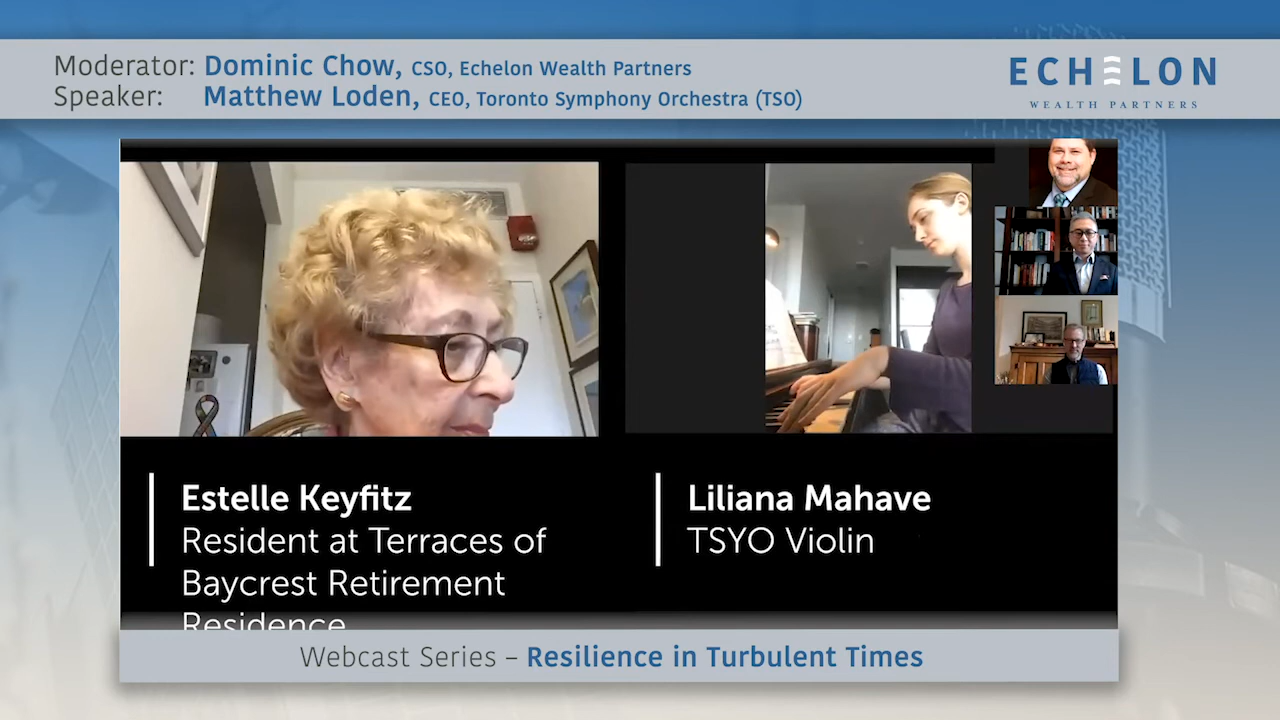 Moderator: Dominic Chow, CSO, Echelon Wealth Partners
Speaker: Matthew Loden, CEO, Toronto Symphony Orchestra (TSO)
ECHELON
WEALTH PARTNERS
Estelle Keyfitz
Resident at Terraces of
Baycrest Retirement
Residence
Liliana Mahave
TSYO Violin
Webcast Series – Resilience in Turbulent Times